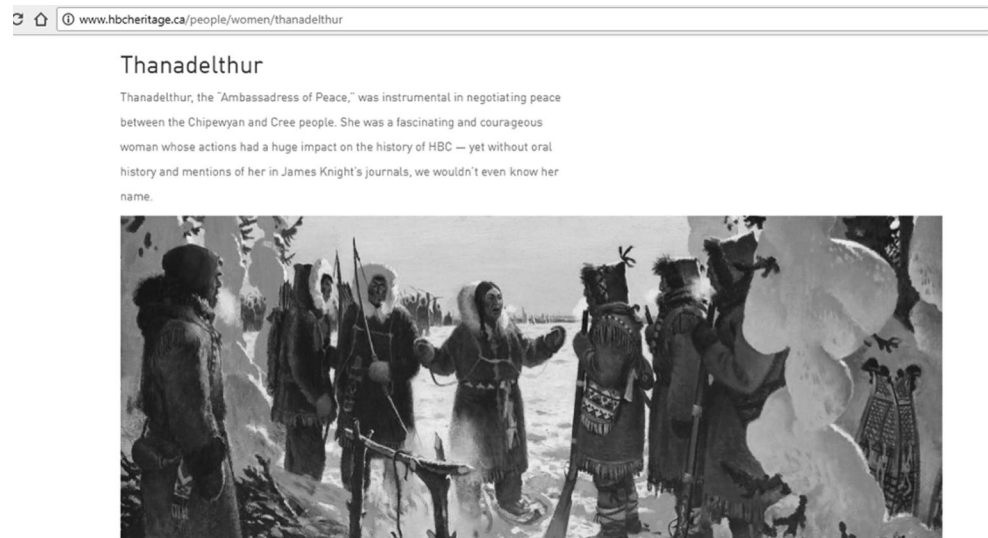 www.hbcheritage.ca/people/women/thanadelthur
Thanadelthur
Thanadelthur, the “Ambassadress of Peace,” was instrumental in negotiating peace
between the Chipewyan and Cree people. She was a fascinating and courageous
woman whose actions had a huge impact on the history of HBC — yet without oral
history and mentions of her in James Knight's journals, we wouldn't even know her
name.